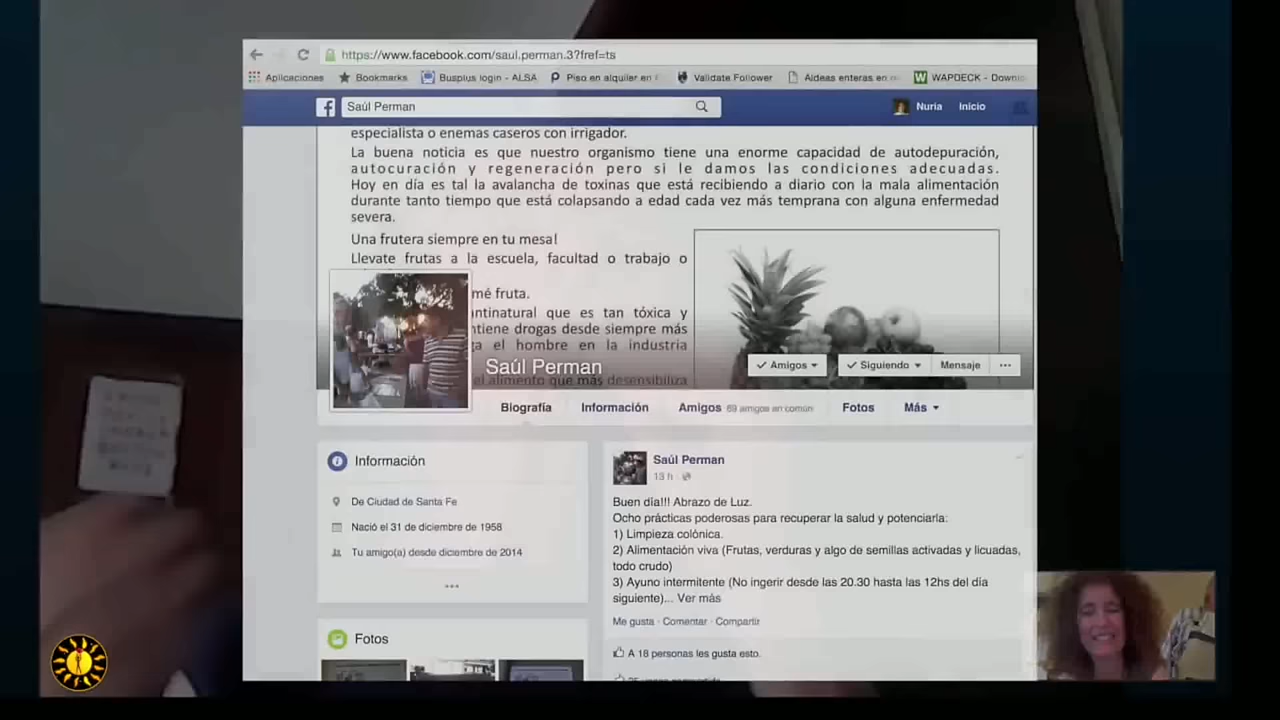 https://www.facebook.com/saul.perman.3?fref=ts
Aplicaciones Bookmarks Busplus login - ALSA Piso en alquiler en Validate Follower Aldeas enteras en WAPDECK - Downl
Saúl Perman
Nuria Inicio
especialista o enemas caseros con irrigador.
La buena noticia es que nuestro organismo tiene una enorme capacidad de autodepuración,
autocuración y regeneración pero si le damos las condiciones adecuadas.
Hoy en día es tal la avalancha de toxinas que está recibiendo a diario con la mala alimentación
durante tanto tiempo que está colapsando a edad cada vez más temprana con alguna enfermedad
severa.
Una frutera siempre en tu mesa!
Llevate frutas a la escuela, facultad o trabajo o
mé fruta.
antinatural que es tan tóxica y
ntiene drogas desde siempre más
el hombre en la industria
el alimento que más desensibiliza
Saúl Perman
Amigos Siguiendo Mensaje ...
Biografía Información Amigos 69 amigos en común Fotos Más
Información
De Ciudad de Santa Fe
Nació el 31 de diciembre de 1958
Tu amigo(a) desde diciembre de 2014
...
Fotos
Saúl Perman
13 h
Buen día!!! Abrazo de Luz.
Ocho prácticas poderosas para recuperar la salud y potenciarla:
1) Limpieza colónica.
2) Alimentación viva (Frutas, verduras y algo de semillas activadas y licuadas,
todo crudo)
3) Ayuno intermitente (No ingerir desde las 20.30 hasta las 12hs del día
siguiente)... Ver más
Me gusta · Comentar · Compartir
A 18 personas les gusta esto.